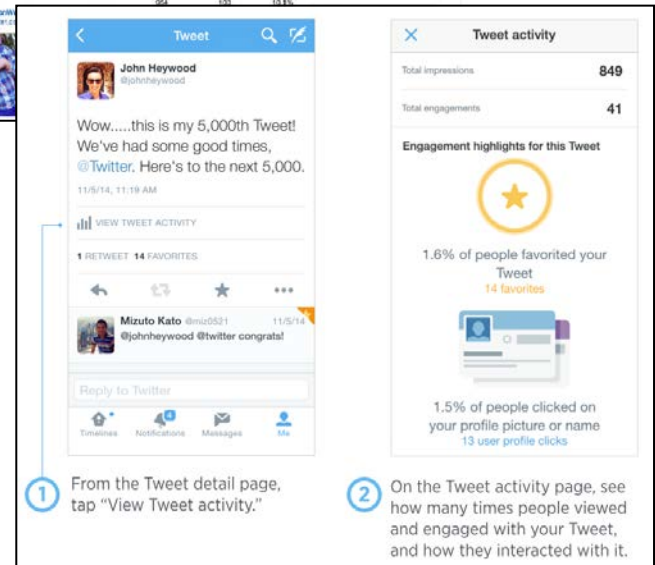 Tweet
John Heywood
@johnheywood
Wow.....this is my 5,000th Tweet!
We've had some good times,
@Twitter. Here's to the next 5,000.
11/5/14, 11:19 AM
VIEW TWEET ACTIVITY
1 RETWEET 14 FAVORITES
Mizuto Kato @miz0521 11/5/14
@johnheywood @twitter congrats!
Reply to Twitter
4
Timelines Notifications Messages Me
1 From the Tweet detail page,
tap “View Tweet activity.”
Tweet activity
Total impressions 849
Total engagements 41
Engagement highlights for this Tweet
1.6% of people favorited your
Tweet
14 favorites
1.5% of people clicked on
your profile picture or name
13 user profile clicks
2 On the Tweet activity page, see
how many times people viewed
and engaged with your Tweet,
and how they interacted with it.